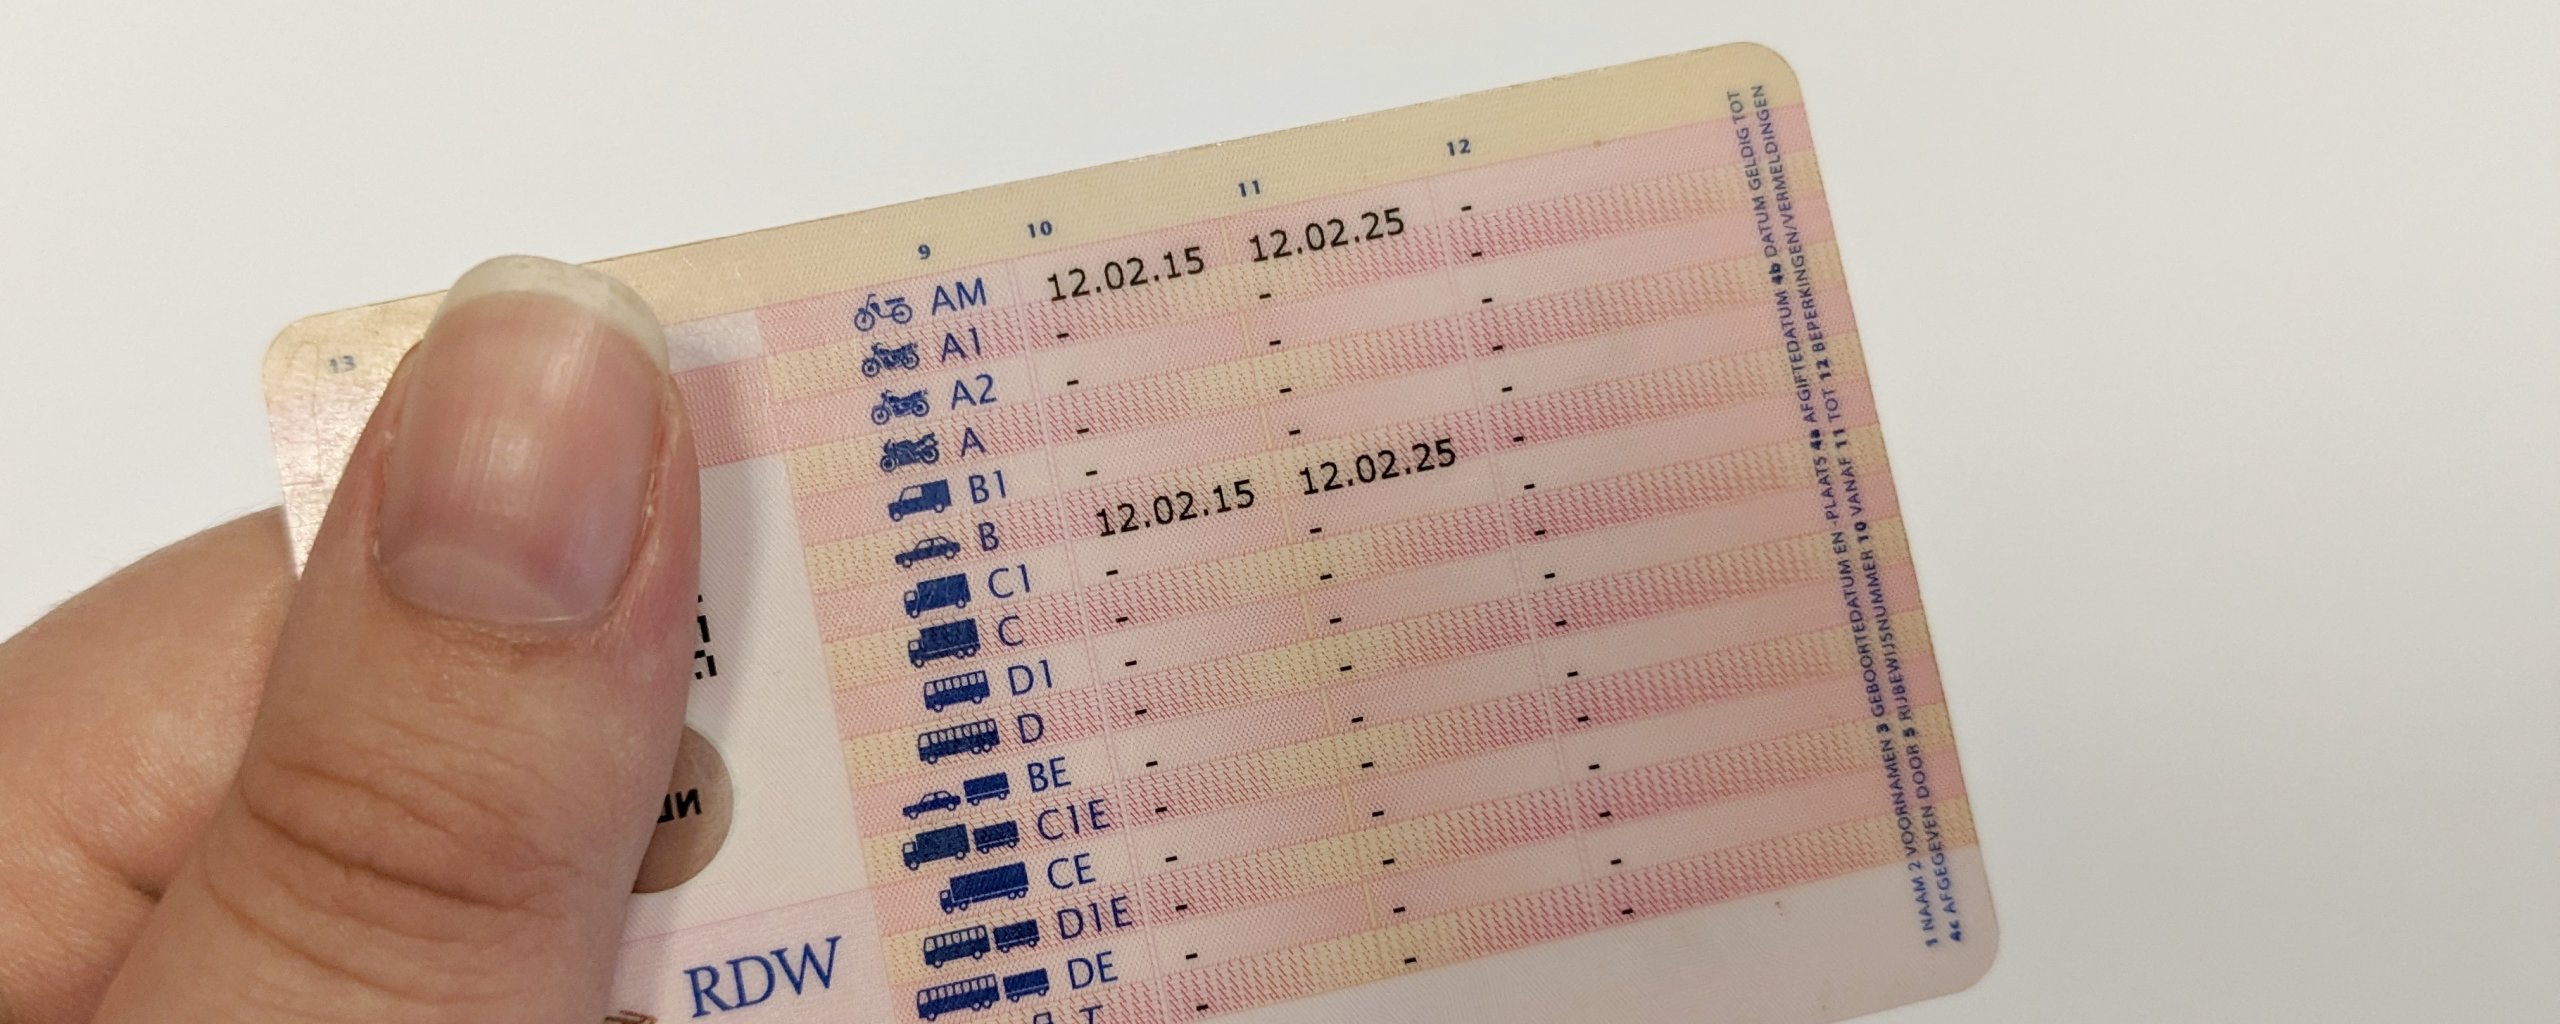 13 9 10 11 12
AM 12.02.15 12.02.25 -
A1 - - -
A2 - - -
A - - -
B1 - - -
B 12.02.15 12.02.25 -
C1 - - -
C - - -
D1 - - -
D - - -
BE - - -
C1E - - -
CE - - -
D1E - - -
DE - - -
T -
RDW
1 NAAM 2 VOORNAMEN 3 GEBOORTEDATUM EN -PLAATS 4a AFGIFTEDATUM 4b DATUM GELDIG TOT
4c AFGEGEVEN DOOR 5 RIJBEWIJSNUMMER 10 VANAF 11 TOT 12 BEPERKINGEN/VERMELDINGEN